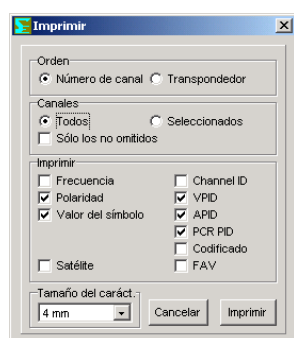 Imprimir
Orden
Número de canal Transpondedor
Canales
Todos Seleccionados
Sólo los no omitidos
Imprimir
Frecuencia Channel ID
Polaridad VPID
Valor del símbolo APID
PCR PID
Codificado
Satélite FAV
Tamaño del caráct.
4 mm Cancelar Imprimir